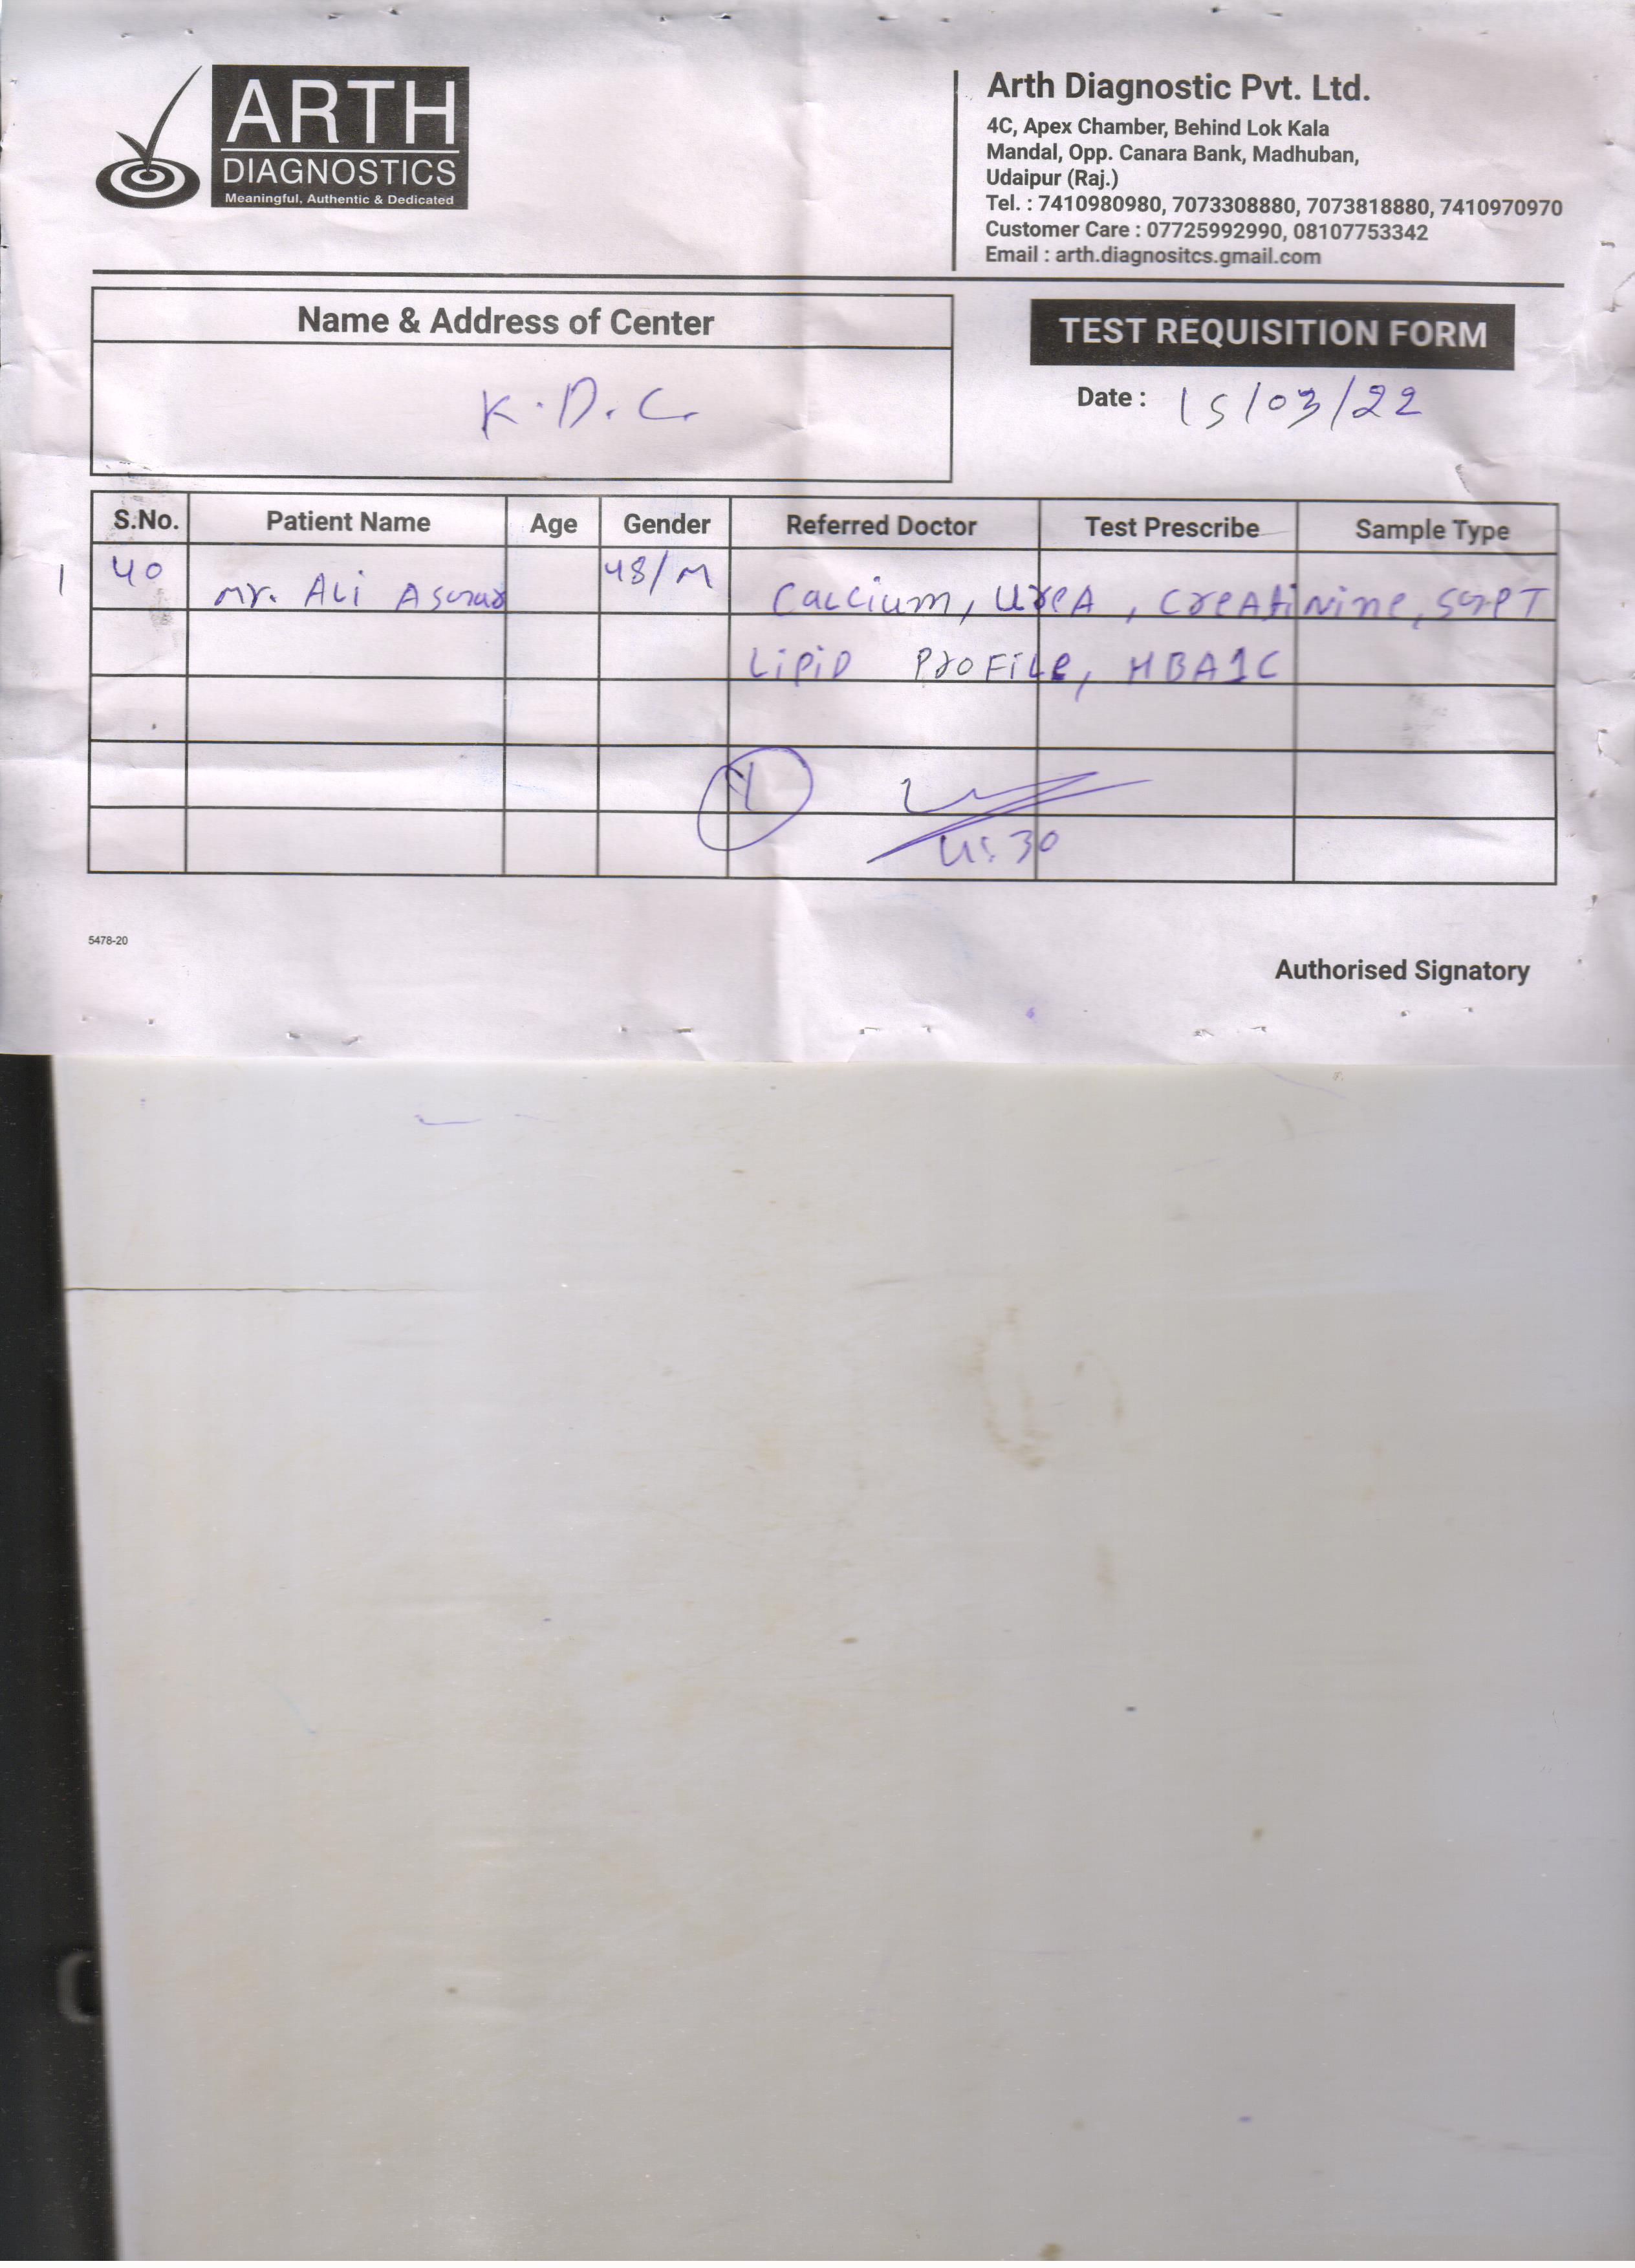 ARTH
DIAGNOSTICS
Meaningful, Authentic & Dedicated
Arth Diagnostic Pvt. Ltd.
4C, Apex Chamber, Behind Lok Kala
Mandal, Opp. Canara Bank, Madhuban,
Udaipur (Raj.)
Tel. : 7410980980, 7073308880, 7073818880, 7410970970
Customer Care : 07725992990, 08107753342
Email : arth.diagnositcs.gmail.com
Name & Address of Center
K.D.C.
TEST REQUISITION FORM
Date : 15/03/22
S.No. Patient Name Age Gender Referred Doctor Test Prescribe Sample Type
1 40 Mr. Ali 48/M Calcium, Urea, Creatinine, SGPT
Lipid Profile, HBA1C
1
4:30
5478-20
Authorised Signatory